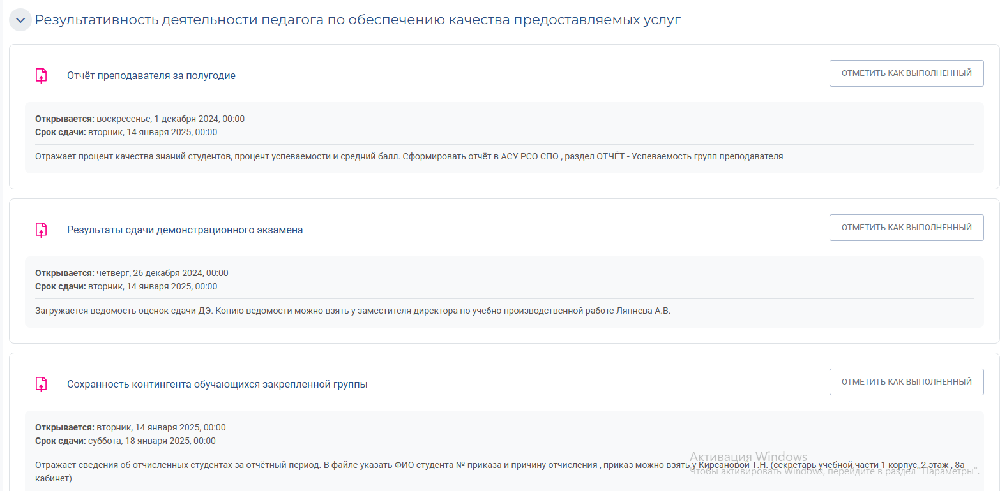 Результативность деятельности педагога по обеспечению качества предоставляемых услуг
Отчёт преподавателя за полугодие
ОТМЕТИТЬ КАК ВЫПОЛНЕННЫЙ
Открывается: воскресенье, 1 декабря 2024, 00:00
Срок сдачи: вторник, 14 января 2025, 00:00
Отражает процент качества знаний студентов, процент успеваемости и средний балл. Сформировать отчёт в АСУ РСО СПО , раздел ОТЧЁТ - Успеваемость групп преподавателя
Результаты сдачи демонстрационного экзамена
ОТМЕТИТЬ КАК ВЫПОЛНЕННЫЙ
Открывается: четверг, 26 декабря 2024, 00:00
Срок сдачи: вторник, 14 января 2025, 00:00
Загружается ведомость оценок сдачи ДЭ. Копию ведомости можно взять у заместителя директора по учебно производственной работе Ляпнева А.В.
Сохранность контингента обучающихся закрепленной группы
ОТМЕТИТЬ КАК ВЫПОЛНЕННЫЙ
Открывается: вторник, 14 января 2025, 00:00
Срок сдачи: суббота, 18 января 2025, 00:00
Активация Windows
Отражает сведения об отчисленных студентах за отчётный период. В файле указать ФИО студента № приказа и причину отчисления , приказ можно взять у Кирсановой Т.Н. (секретарь учебной части 1 корпус, 2 этаж , 8а
Чтобы активировать Windows, перейдите в раздел "Параметры".
кабинет)